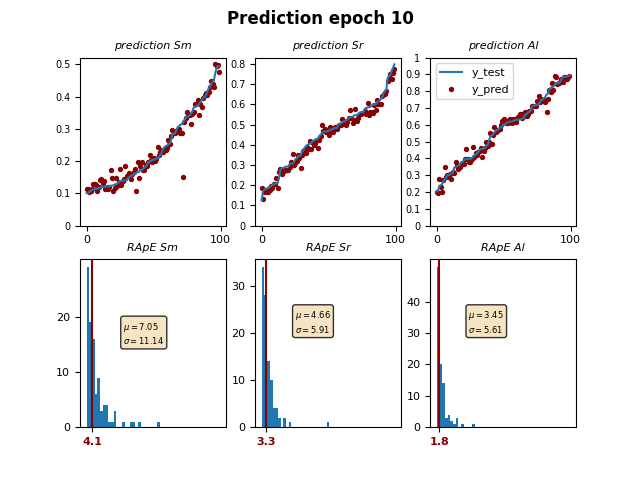 Prediction epoch 10
prediction Sm
prediction Sr
prediction Al
0.5
0.4
0.3
0.2
0.1
0
0 100
0.8
0.7
0.6
0.5
0.4
0.3
0.2
0.1
0
0 100
1
0.9
0.8
0.7
0.6
0.5
0.4
0.3
0.2
0.1
0
0 100
y_test
y_pred
RApE Sm
RApE Sr
RApE Al
20
10
0
μ = 7.05
σ = 11.14
4.1
30
20
10
0
μ = 4.66
σ = 5.91
3.3
40
30
20
10
0
μ = 3.45
σ = 5.61
1.8